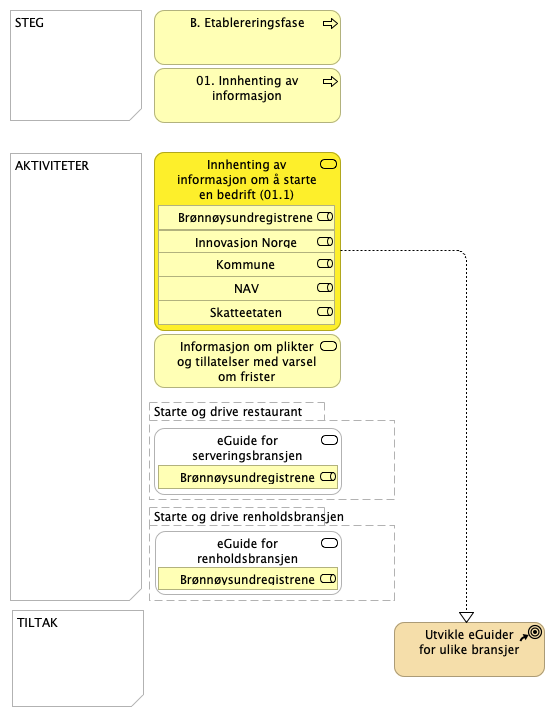 STEG
B. Etablereringsfase
01. Innhenting av
informasjon
AKTIVITETER
Innhenting av
informasjon om å starte
en bedrift (01.1)
Brønnøysundregistrene
Innovasjon Norge
Kommune
NAV
Skatteetaten
Informasjon om plikter
og tillatelser med varsel
om frister
Starte og drive restaurant
eGuide for
serveringsbransjen
Brønnøysundregistrene
Starte og drive renholdsbransjen
eGuide for
renholdsbransjen
Brønnøysundregistrene
TILTAK
Utvikle eGuider
for ulike bransjer